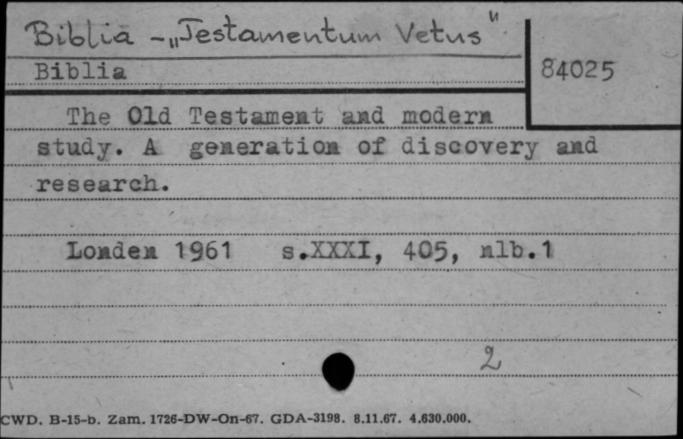 Biblia - „Testamentum Vetus"
Biblia
84025
The Old Testament and modern
study. A generation of discovery and
research.
London 1961 s.XXXI, 405, nlb.1
2
CWD. B-15-b. Zam. 1726-DW-On-67. GDA-3198. 8.11.67. 4.630.000.